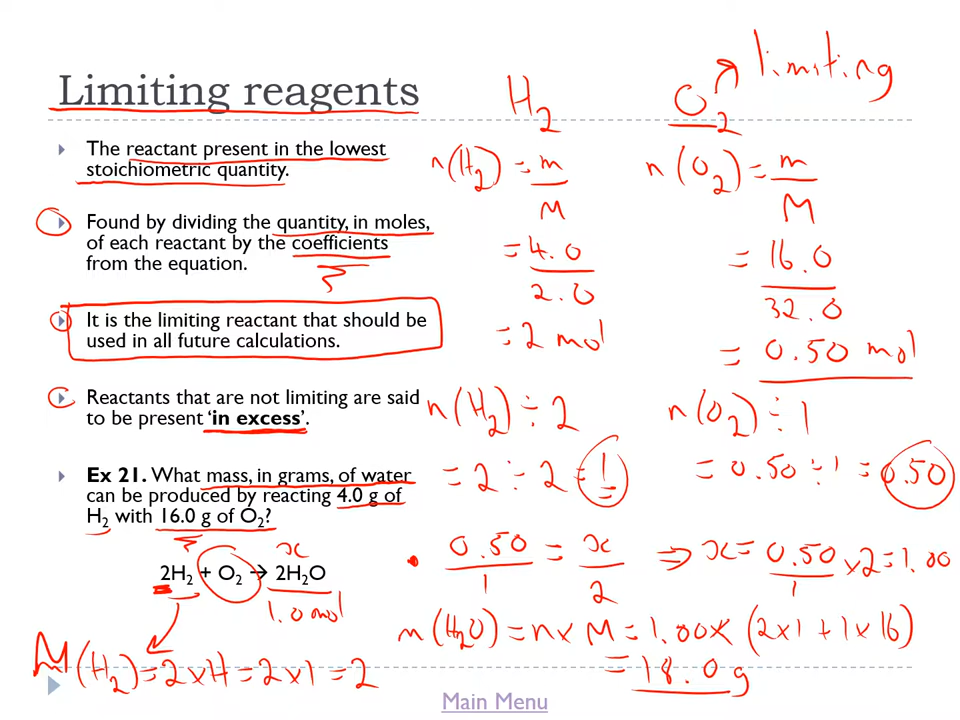 Limiting reagents
The reactant present in the lowest
stoichiometric quantity.
Found by dividing the quantity, in moles,
of each reactant by the coefficients
from the equation.
It is the limiting reactant that should be
used in all future calculations.
Reactants that are not limiting are said
to be present ‘in excess’.
Ex 21. What mass, in grams, of water
can be produced by reacting 4.0 g of
H₂ with 16.0 g of O₂?
x
2H₂ + O₂ → 2H₂O
1.0 mol
M(H₂) = 2×H = 2×1 = 2
H₂
n(H₂) = m/M
= 4.0/2.0
= 2 mol
n(H₂) ÷ 2
= 2 ÷ 2 = 1
O₂ → limiting
n(O₂) = m/M
= 16.0/32.0
= 0.50 mol
n(O₂) ÷ 1
= 0.50 ÷ 1 = 0.50
• 0.50/1 = x/2 ⇒ x = 0.50/1 × 2 = 1.00
m(H₂O) = n × M = 1.00 × (2×1 + 1×16)
= 18.0 g
Main Menu